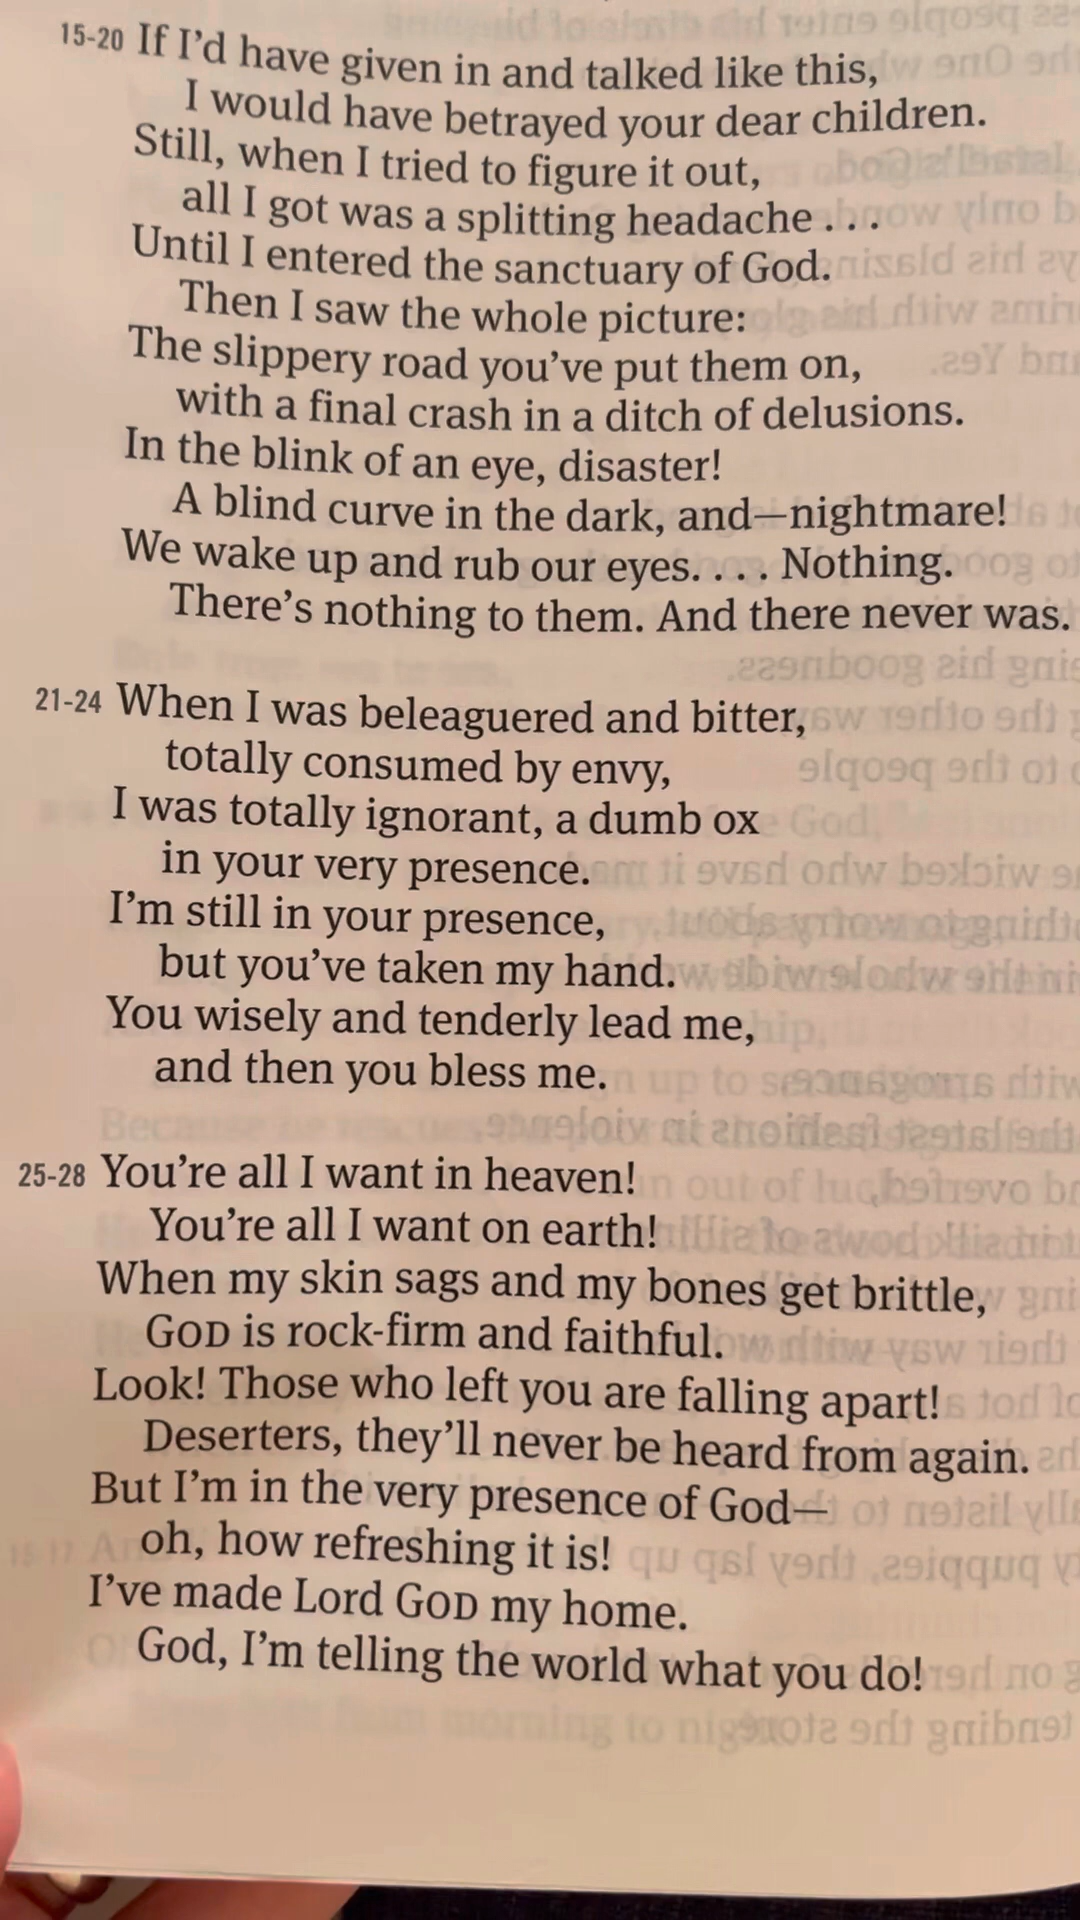 15-20 If I’d have given in and talked like this,
I would have betrayed your dear children.
Still, when I tried to figure it out,
all I got was a splitting headache . . .
Until I entered the sanctuary of God.
Then I saw the whole picture:
The slippery road you’ve put them on,
with a final crash in a ditch of delusions.
In the blink of an eye, disaster!
A blind curve in the dark, and—nightmare!
We wake up and rub our eyes. . . . Nothing.
There’s nothing to them. And there never was.
21-24 When I was beleaguered and bitter,
totally consumed by envy,
I was totally ignorant, a dumb ox
in your very presence.
I’m still in your presence,
but you’ve taken my hand.
You wisely and tenderly lead me,
and then you bless me.
25-28 You’re all I want in heaven!
You’re all I want on earth!
When my skin sags and my bones get brittle,
GOD is rock-firm and faithful.
Look! Those who left you are falling apart!
Deserters, they’ll never be heard from again.
But I’m in the very presence of God—
oh, how refreshing it is!
I’ve made Lord GOD my home.
God, I’m telling the world what you do!